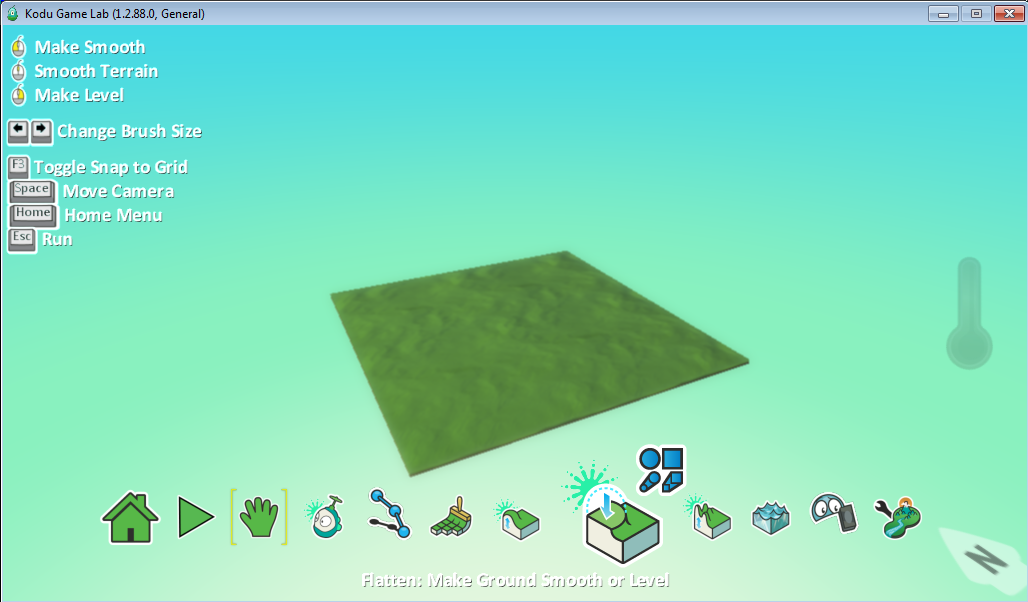 Kodu Game Lab (1.2.88.0, General)
Make Smooth
Smooth Terrain
Make Level
Change Brush Size
F3 Toggle Snap to Grid
Space Move Camera
Home Home Menu
Esc Run
N
Flatten: Make Ground Smooth or Level